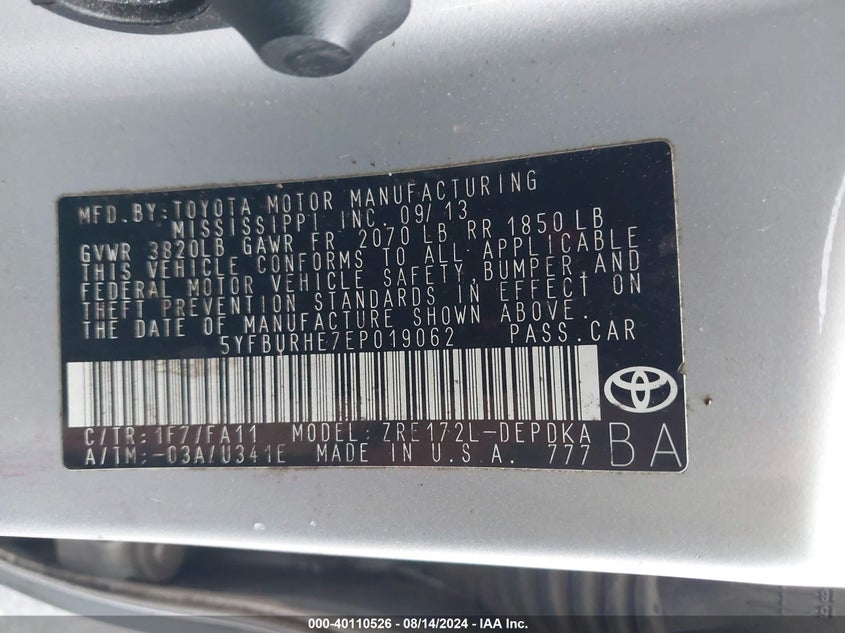 MFD. BY: TOYOTA MOTOR MANUFACTURING
MISSISSIPPI, INC. 09/13
GVWR 3820LB GAWR FR 2070 LB RR 1850 LB
THIS VEHICLE CONFORMS TO ALL APPLICABLE
FEDERAL MOTOR VEHICLE SAFETY, BUMPER, AND
THEFT PREVENTION STANDARDS IN EFFECT ON
THE DATE OF MANUFACTURE SHOWN ABOVE.
5YFBURHE7EP019062 PASS.CAR
C/TR: 1F7/FA11 MODEL: ZRE172L-DEPDKA
A/TM: -03A/U341E MADE IN U.S.A. 777
BA
000-40110526 - 08/14/2024 - IAA Inc.